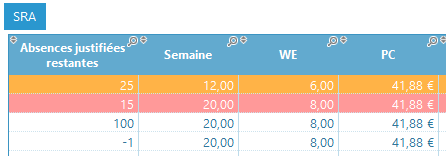 SRA
Absences justifiées restantes Semaine WE PC
25 12,00 6,00 41,88 €
15 20,00 8,00 41,88 €
100 20,00 8,00 41,88 €
-1 20,00 8,00 41,88 €